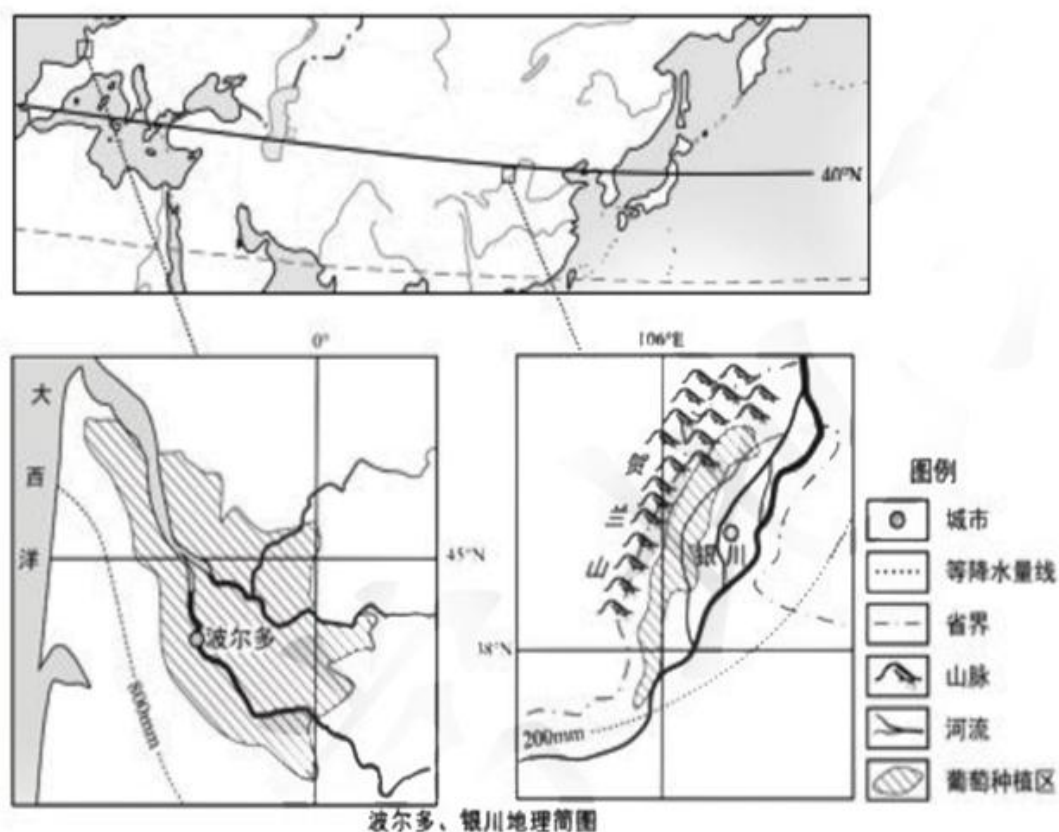 40°N
0°
106°E
大西洋
45°N
波尔多
800mm
贺兰山
银川
38°N
200mm
图例
城市
等降水量线
省界
山脉
河流
葡萄种植区
波尔多、银川地理简图